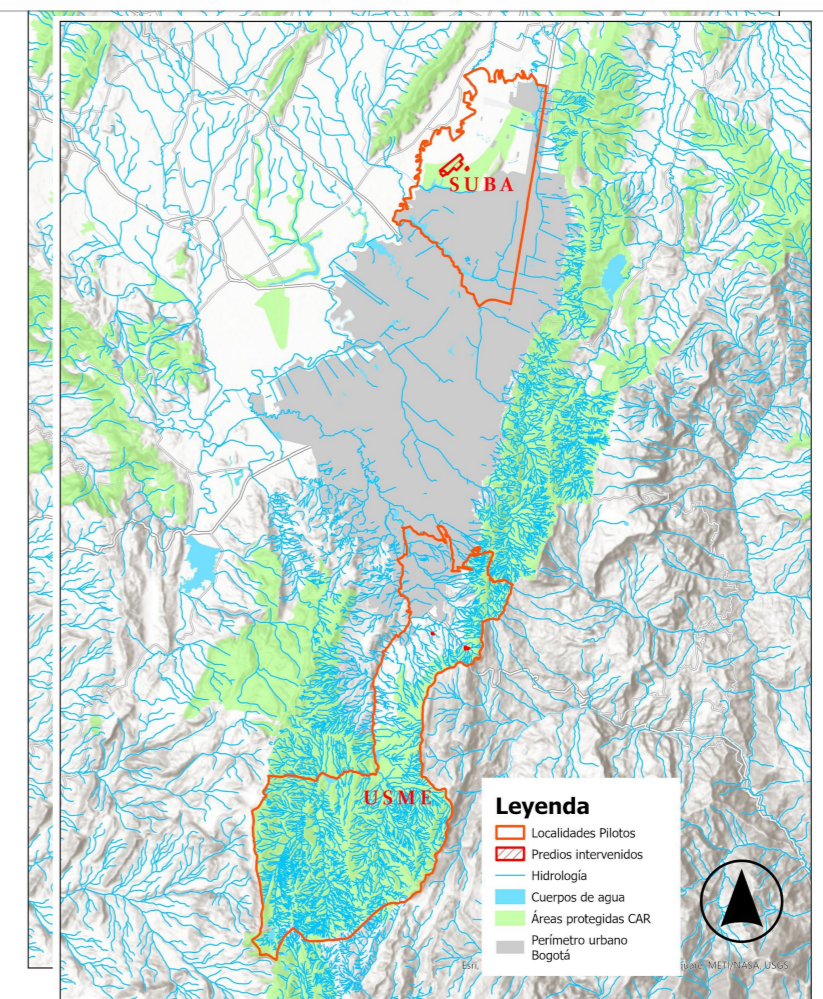 SUBA
USME
Leyenda
Localidades Pilotos
Predios intervenidos
Hidrología
Cuerpos de agua
Áreas protegidas CAR
Perímetro urbano
Bogotá
Esri, METI/NASA, USGS